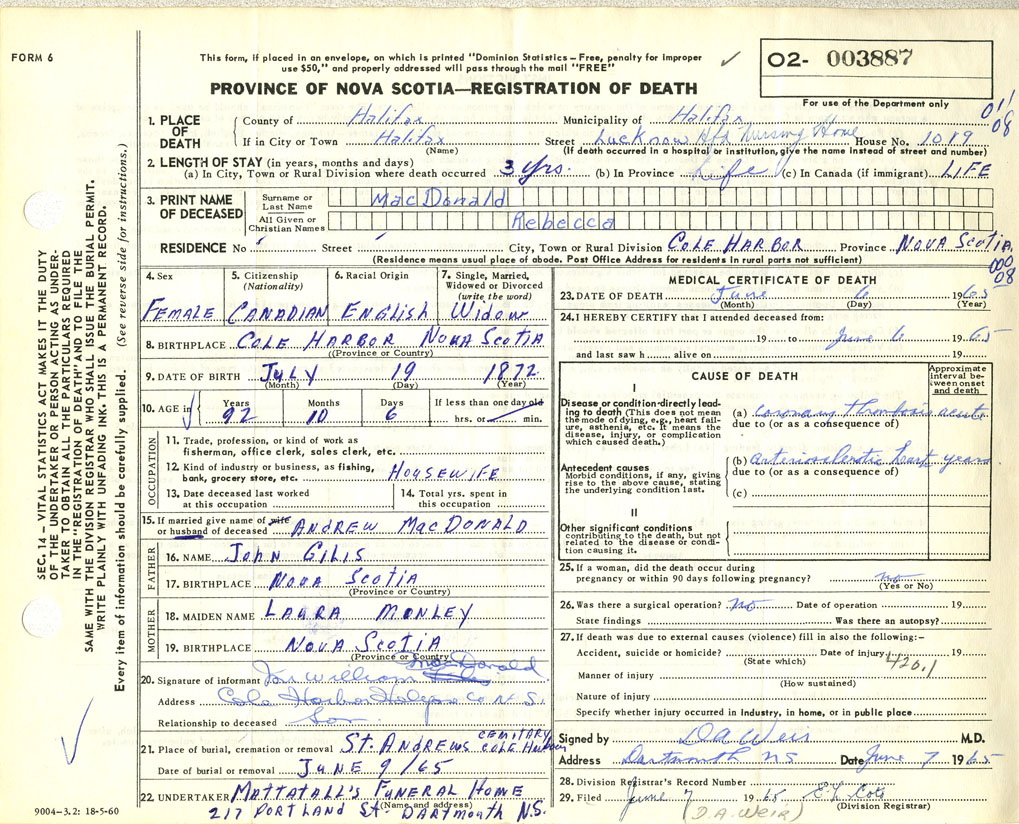 FORM 6
This form, if placed in an envelope, on which is printed "Dominion Statistics – Free, penalty for improper
use $50," and properly addressed will pass through the mail "FREE"
✓
O2- 003887
For use of the Department only
PROVINCE OF NOVA SCOTIA—REGISTRATION OF DEATH
1. PLACE OF DEATH
County of Halifax Municipality of Halifax
If in City or Town Halifax (Name) Street Lucknow Nursing Home House No. 1019
(If death occurred in a hospital or institution, give the name instead of street and number)
2. LENGTH OF STAY (in years, months and days)
(a) In City, Town or Rural Division where death occurred 3 yrs. (b) In Province Life (c) In Canada (if immigrant) LIFE
3. PRINT NAME OF DECEASED
Surname or Last Name MacDonald
All Given or Christian Names Rebecca
RESIDENCE No Street City, Town or Rural Division COLE HARBOR Province NOVA SCOTIA
(Residence means usual place of abode. Post Office Address for residents in rural parts not sufficient)
000
08
4. Sex
FEMALE
5. Citizenship (Nationality)
CANADIAN
6. Racial Origin
ENGLISH
7. Single, Married, Widowed or Divorced (write the word)
WIDOW
8. BIRTHPLACE COLE HARBOR NOVA SCOTIA
(Province or Country)
9. DATE OF BIRTH JULY 19 1872
(Month) (Day) (Year)
10. AGE in Years 92 Months 10 Days 6 If less than one day old hrs. or min.
OCCUPATION
11. Trade, profession, or kind of work as
fisherman, office clerk, sales clerk, etc.
12. Kind of industry or business, as fishing,
bank, grocery store, etc. HOUSEWIFE
13. Date deceased last worked
at this occupation
14. Total yrs. spent in
this occupation
15. If married give name of wife
or husband of deceased ANDREW MACDONALD
FATHER
16. NAME JOHN GILIS
17. BIRTHPLACE NOVA SCOTIA
(Province or Country)
MOTHER
18. MAIDEN NAME LAURA MONLEY
19. BIRTHPLACE NOVA SCOTIA
(Province or Country)
20. Signature of informant William MacDonald
Address Cole Harbor Halifax Co N.S.
Relationship to deceased Son
21. Place of burial, cremation or removal ST. ANDREWS CEMITARY COLE Harbour
Date of burial or removal JUNE 9/65
22. UNDERTAKER MATTATALL'S FUNERAL HOME
(Name and address)
217 PORTLAND ST. DARTMOUTH N.S.
MEDICAL CERTIFICATE OF DEATH
23. DATE OF DEATH June 6 1965
(Month) (Day) (Year)
24. I HEREBY CERTIFY that I attended deceased from:
19 to June 6 1965
and last saw h alive on 19
CAUSE OF DEATH
Approximate interval between onset and death
I
Disease or condition directly leading to death (This does not mean the mode of dying, e.g., heart failure, asthenia, etc. It means the disease, injury, or complication which caused death.)
(a) Coronary thrombosis acute
due to (or as a consequence of)
Antecedent causes
Morbid conditions, if any, giving rise to the above cause, stating the underlying condition last.
(b) arteriosclerotic heart years
due to (or as a consequence of)
(c)
II
Other significant conditions
contributing to the death, but not related to the disease or condition causing it.
25. If a woman, did the death occur during
pregnancy or within 90 days following pregnancy? no
(Yes or No)
26. Was there a surgical operation? no Date of operation 19
State findings Was there an autopsy?
27. If death was due to external causes (violence) fill in also the following:–
Accident, suicide or homicide? Date of injury 19
(State which)
420.1
Manner of injury
(How sustained)
Nature of injury
Specify whether injury occurred in industry, in home, or in public place
Signed by D A Weir M.D.
Address Dartmouth NS Date June 7 1965
28. Division Registrar's Record Number
29. Filed June 7 1965
(Division Registrar)
(D.A. WEIR)
SEC. 14—VITAL STATISTICS ACT MAKES IT THE DUTY
OF THE UNDERTAKER OR PERSON ACTING AS UNDER-
TAKER TO OBTAIN ALL THE PARTICULARS REQUIRED
IN THE "REGISTRATION OF DEATH" AND TO FILE THE
SAME WITH THE DIVISION REGISTRAR WHO SHALL ISSUE THE BURIAL PERMIT.
WRITE PLAINLY WITH UNFADING INK. THIS IS A PERMANENT RECORD.
Every item of information should be carefully supplied. (See reverse side for instructions.)
9004–3.2: 18-5-60